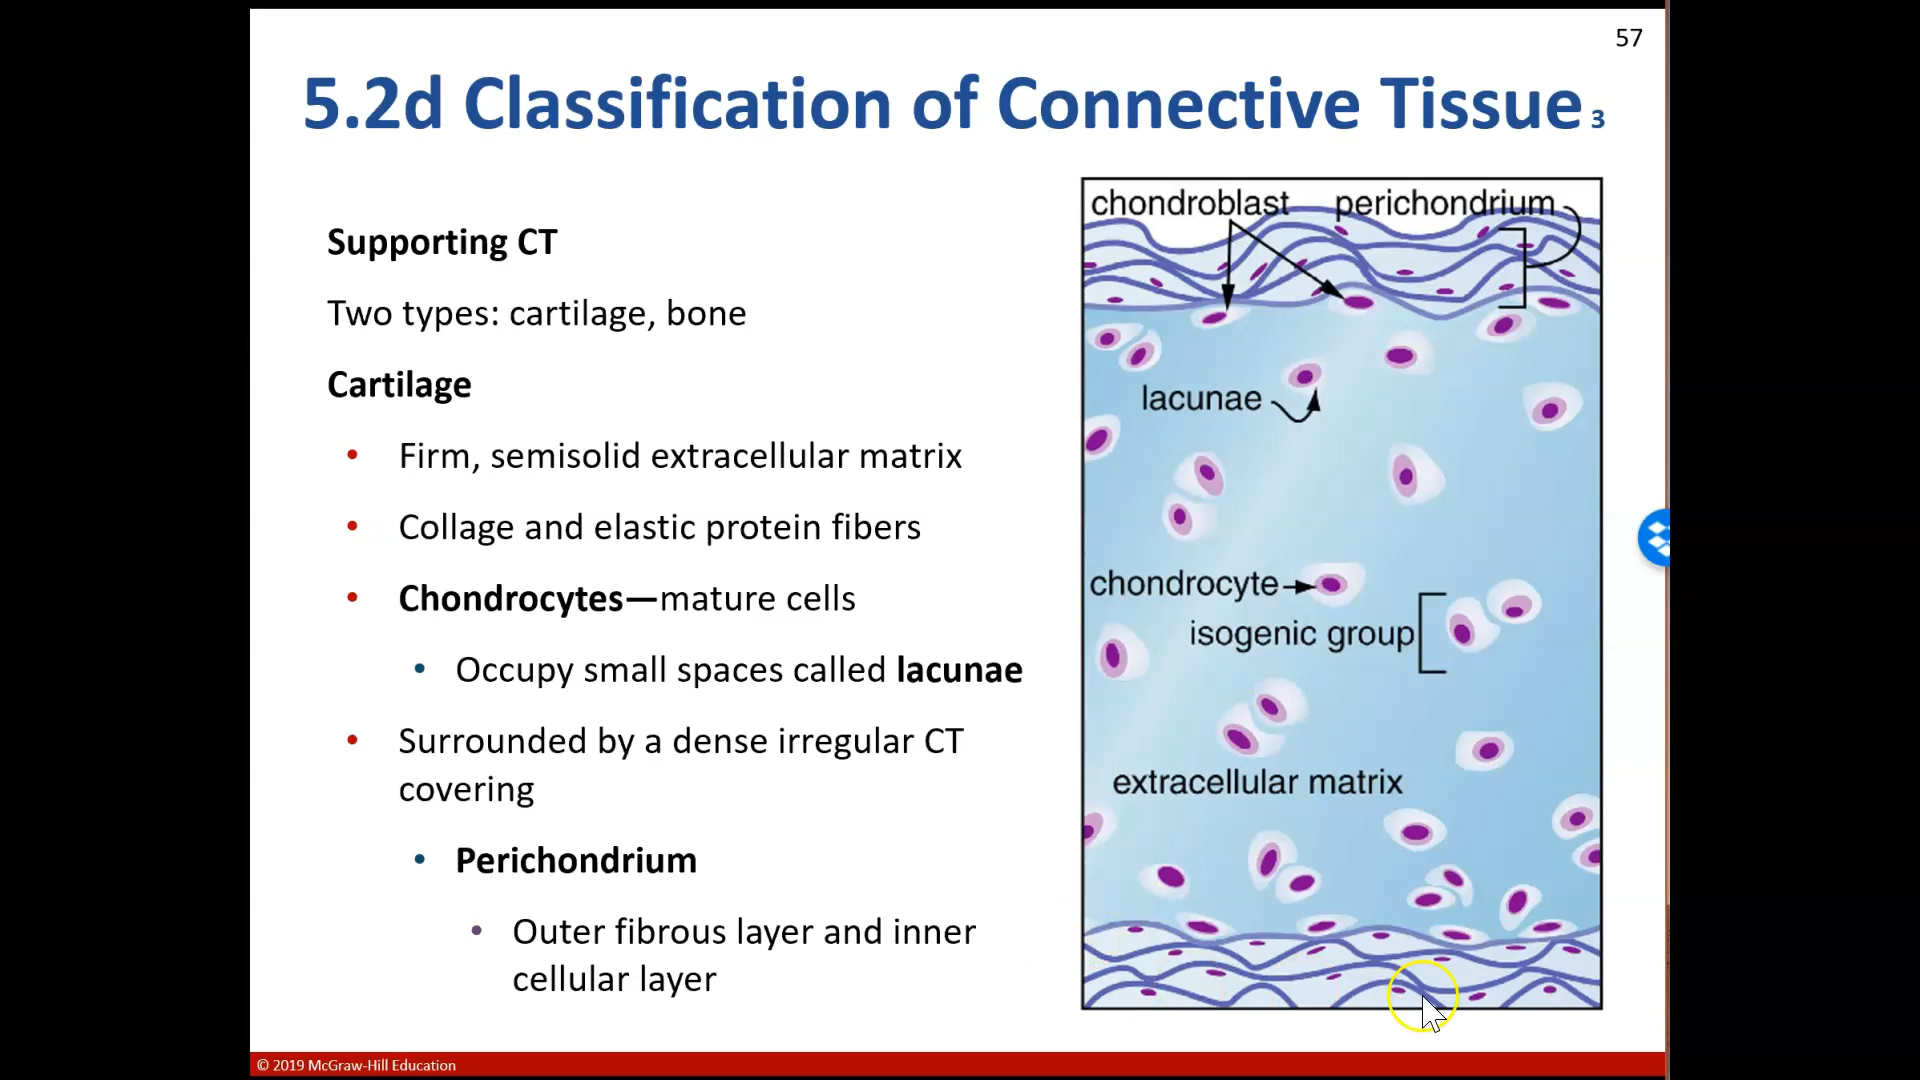 57
5.2d Classification of Connective Tissue 3
Supporting CT
Two types: cartilage, bone
Cartilage
• Firm, semisolid extracellular matrix
• Collage and elastic protein fibers
• Chondrocytes—mature cells
• Occupy small spaces called lacunae
• Surrounded by a dense irregular CT
covering
• Perichondrium
• Outer fibrous layer and inner
cellular layer
chondroblast perichondrium
lacunae
chondrocyte
isogenic group
extracellular matrix
© 2019 McGraw-Hill Education